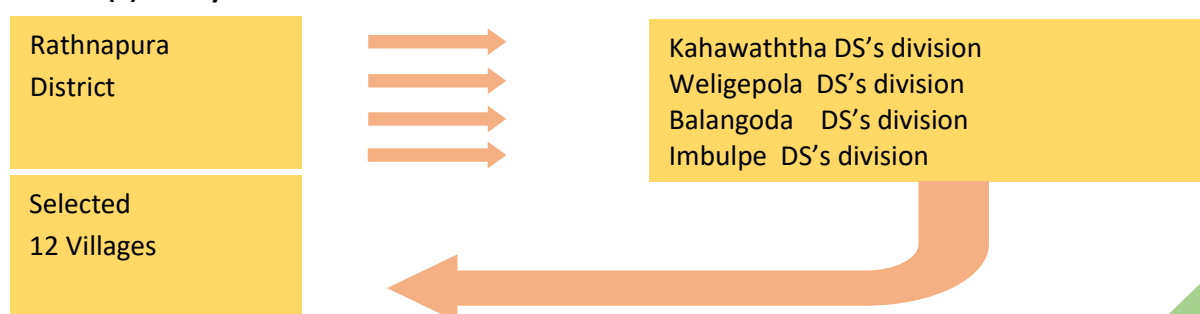 Rathnapura
District
Kahawaththa DS’s division
Weligepola DS’s division
Balangoda DS’s division
Imbulpe DS’s division
Selected
12 Villages